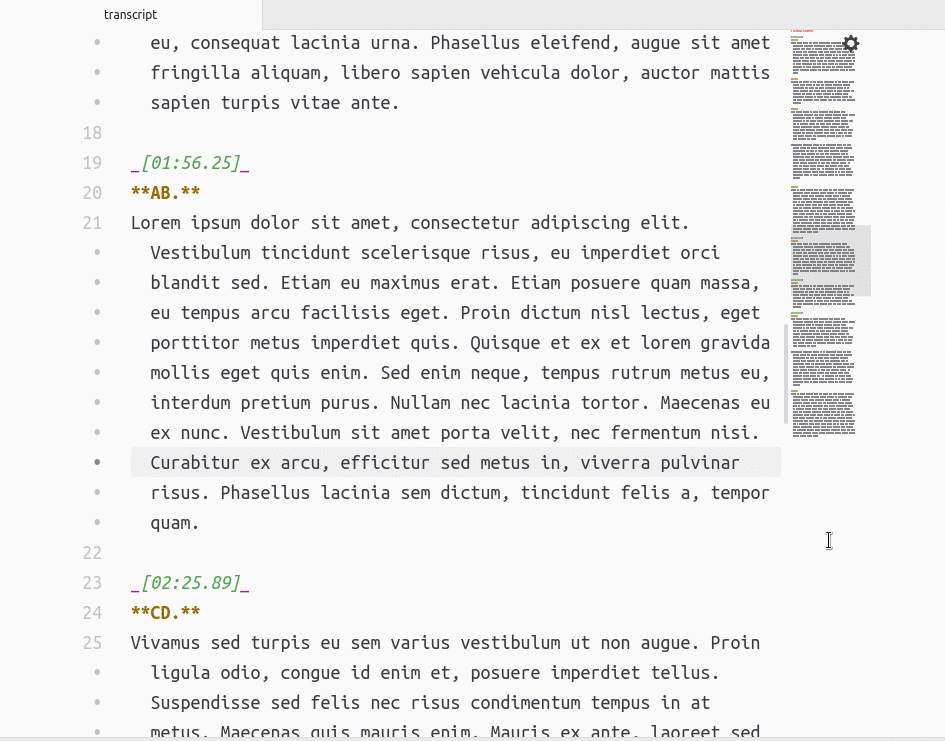 transcript
eu, consequat lacinia urna. Phasellus eleifend, augue sit amet
fringilla aliquam, libero sapien vehicula dolor, auctor mattis
sapien turpis vitae ante.
18
19 _[01:56.25]_
20 **AB.**
21 Lorem ipsum dolor sit amet, consectetur adipiscing elit.
Vestibulum tincidunt scelerisque risus, eu imperdiet orci
blandit sed. Etiam eu maximus erat. Etiam posuere quam massa,
eu tempus arcu facilisis eget. Proin dictum nisl lectus, eget
porttitor metus imperdiet quis. Quisque et ex et lorem gravida
mollis eget quis enim. Sed enim neque, tempus rutrum metus eu,
interdum pretium purus. Nullam nec lacinia tortor. Maecenas eu
ex nunc. Vestibulum sit amet porta velit, nec fermentum nisi.
Curabitur ex arcu, efficitur sed metus in, viverra pulvinar
risus. Phasellus lacinia sem dictum, tincidunt felis a, tempor
quam.
22
23 _[02:25.89]_
24 **CD.**
25 Vivamus sed turpis eu sem varius vestibulum ut non augue. Proin
ligula odio, congue id enim et, posuere imperdiet tellus.
Suspendisse sed felis nec risus condimentum tempus in at
metus. Maecenas quis mauris enim. Mauris ex ante, laoreet sed